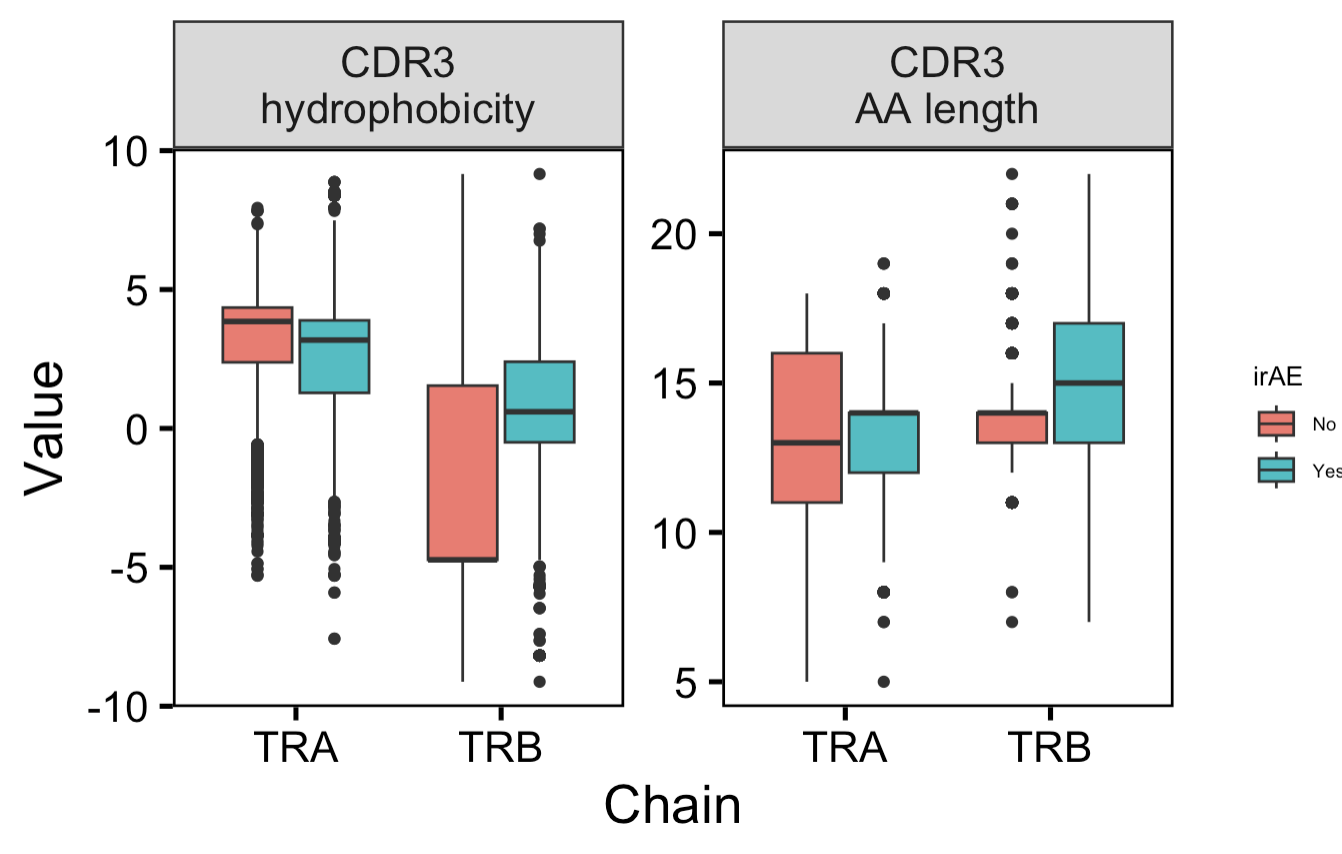 CDR3
hydrophobicity
CDR3
AA length
Value
10
5
0
-5
-10
20
15
10
5
TRA
TRB
TRA
TRB
Chain
irAE
No
Yes